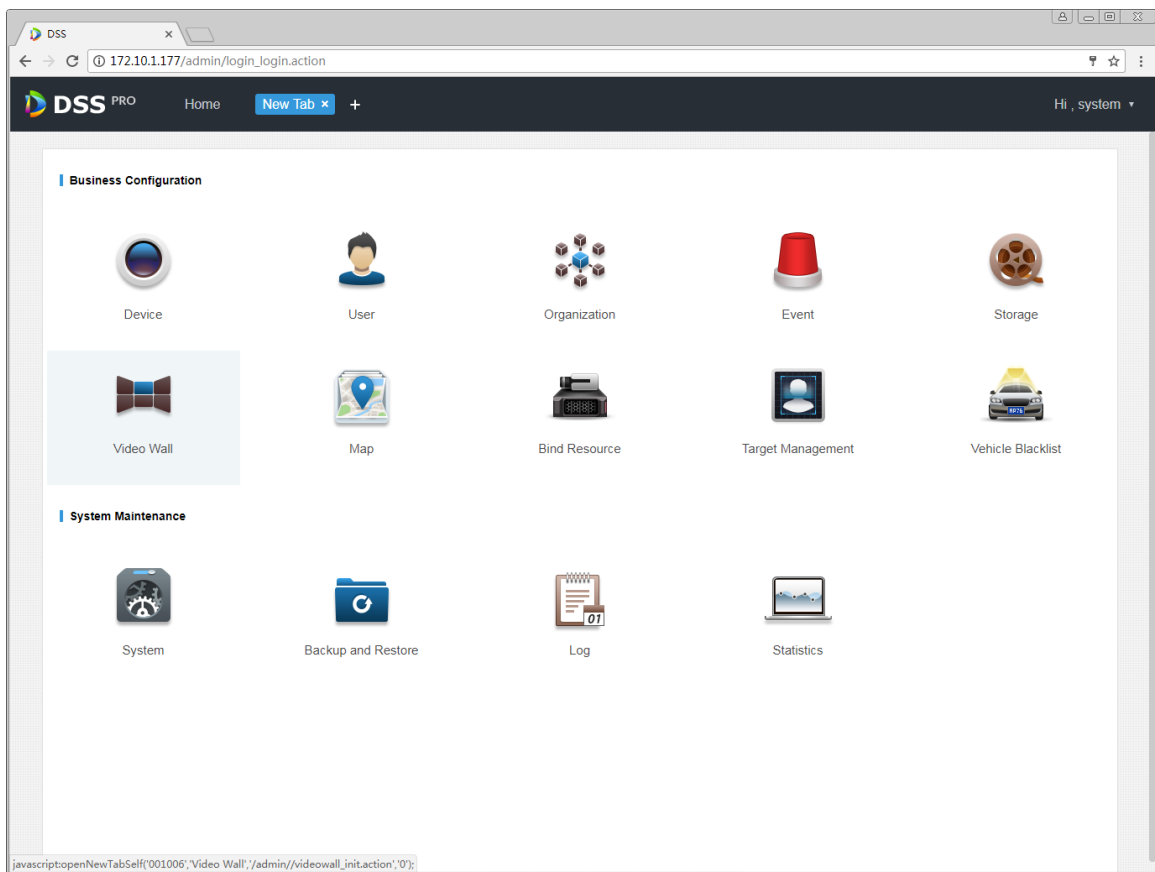 DSS
172.10.1.177/admin/login_login.action
DSS PRO Home New Tab × + Hi , system
Business Configuration
Device User Organization Event Storage
Video Wall Map Bind Resource Target Management Vehicle Blacklist
System Maintenance
01
System Backup and Restore Log Statistics
javascript:openNewTabSelf('001006','Video Wall','/admin//videowall_init.action','0');